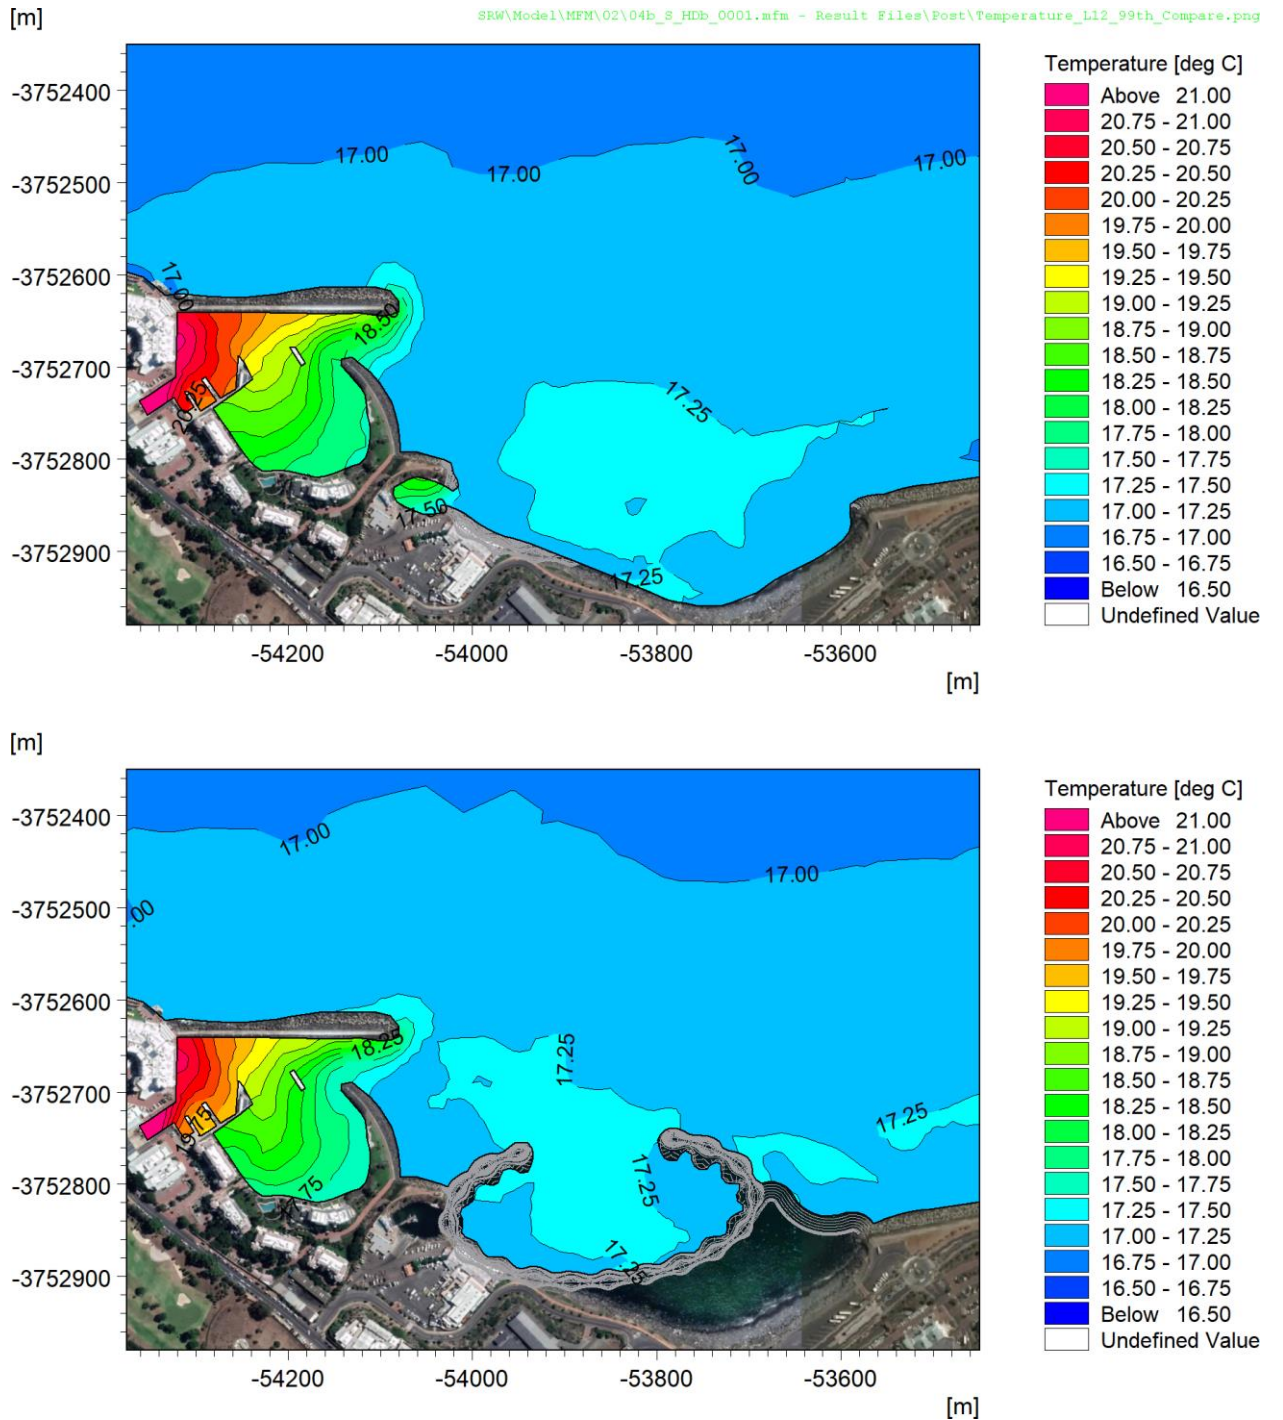 [m]
SRW\Model\MFM\02\04b_S_HDb_0001.mfm - Result Files\Post\Temperature_L12_99th_Compare.png
Temperature [deg C]
Above 21.00
20.75 - 21.00
20.50 - 20.75
20.25 - 20.50
20.00 - 20.25
19.75 - 20.00
19.50 - 19.75
19.25 - 19.50
19.00 - 19.25
18.75 - 19.00
18.50 - 18.75
18.25 - 18.50
18.00 - 18.25
17.75 - 18.00
17.50 - 17.75
17.25 - 17.50
17.00 - 17.25
16.75 - 17.00
16.50 - 16.75
Below 16.50
Undefined Value
-3752400
-3752500
-3752600
-3752700
-3752800
-3752900
17.00
17.00
17.00
17.00
17.00
18.50
20.25
17.25
17.50
17.25
-54200
-54000
-53800
-53600
[m]
[m]
Temperature [deg C]
Above 21.00
20.75 - 21.00
20.50 - 20.75
20.25 - 20.50
20.00 - 20.25
19.75 - 20.00
19.50 - 19.75
19.25 - 19.50
19.00 - 19.25
18.75 - 19.00
18.50 - 18.75
18.25 - 18.50
18.00 - 18.25
17.75 - 18.00
17.50 - 17.75
17.25 - 17.50
17.00 - 17.25
16.75 - 17.00
16.50 - 16.75
Below 16.50
Undefined Value
-3752400
-3752500
-3752600
-3752700
-3752800
-3752900
17.00
17.00
.00
18.25
17.25
17.25
19.75
17.25
17.25
-54200
-54000
-53800
-53600
[m]